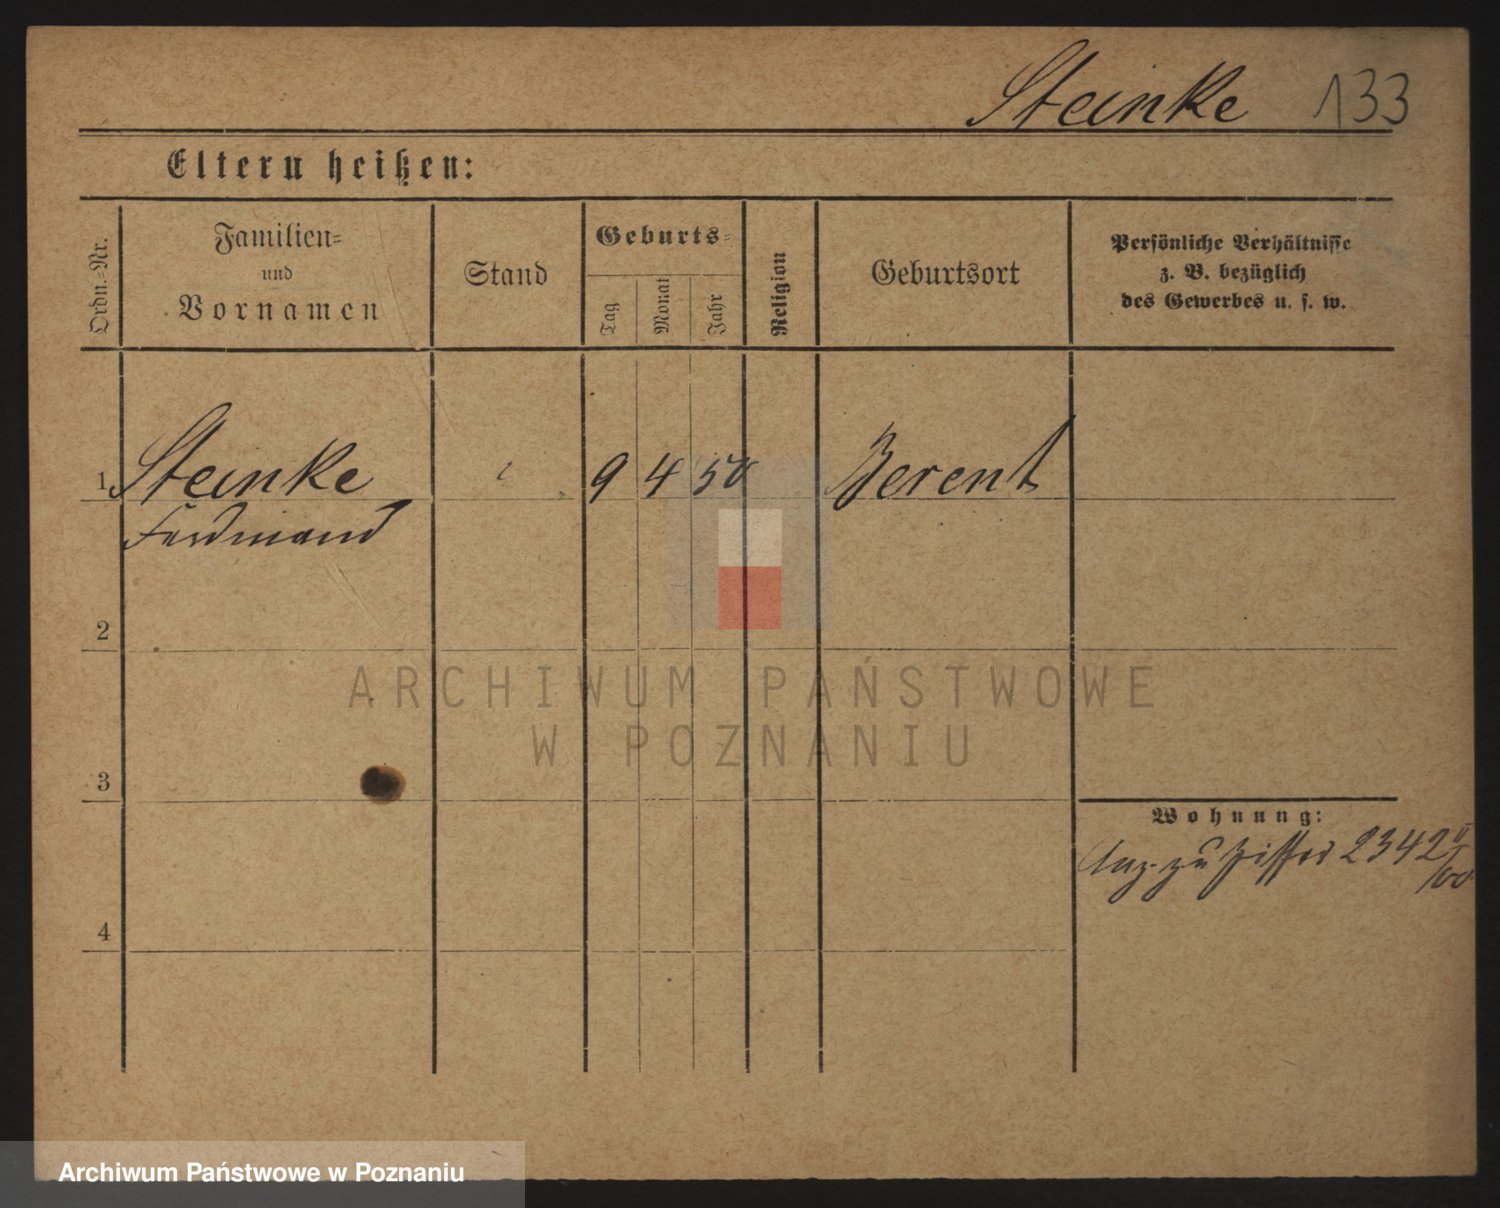 Steinke 133
Eltern heißen:
Ordn.=Nr.
Familien=
und
Vornamen
Stand
Geburts=
Tag
Monat
Jahr
Religion
Geburtsort
Persönliche Verhältnisse
z. B. bezüglich
des Gewerbes u. s. w.
1 Steinke 9 4 50 Berent
Ferdinand
2
ARCHIWUM PAŃSTWOWE
W POZNANIU
3
Wohnung:
zu 2342
4
Archiwum Państwowe w Poznaniu